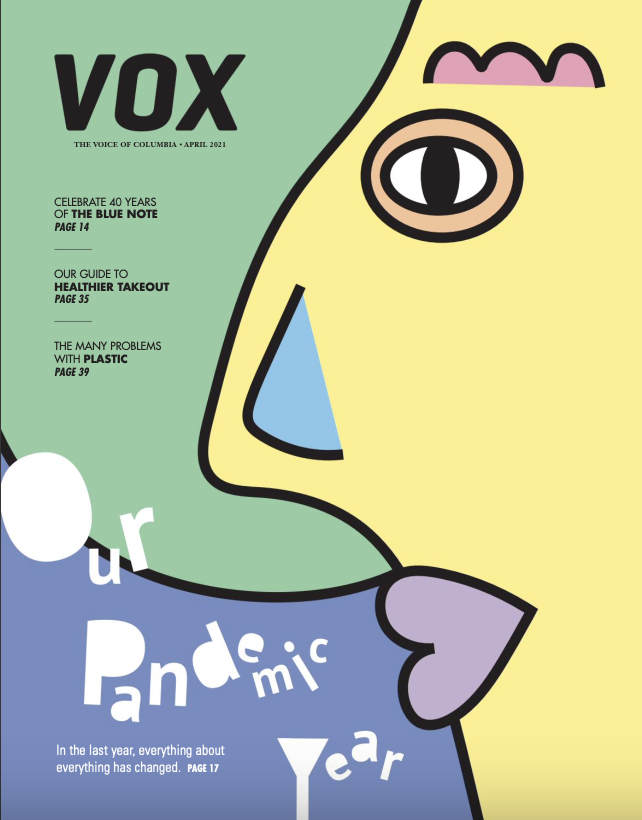 VOX
THE VOICE OF COLUMBIA • APRIL 2021
CELEBRATE 40 YEARS
OF THE BLUE NOTE
PAGE 14
OUR GUIDE TO
HEALTHIER TAKEOUT
PAGE 35
THE MANY PROBLEMS
WITH PLASTIC
PAGE 39
Our
Pandemic
Year
In the last year, everything about
everything has changed. PAGE 17